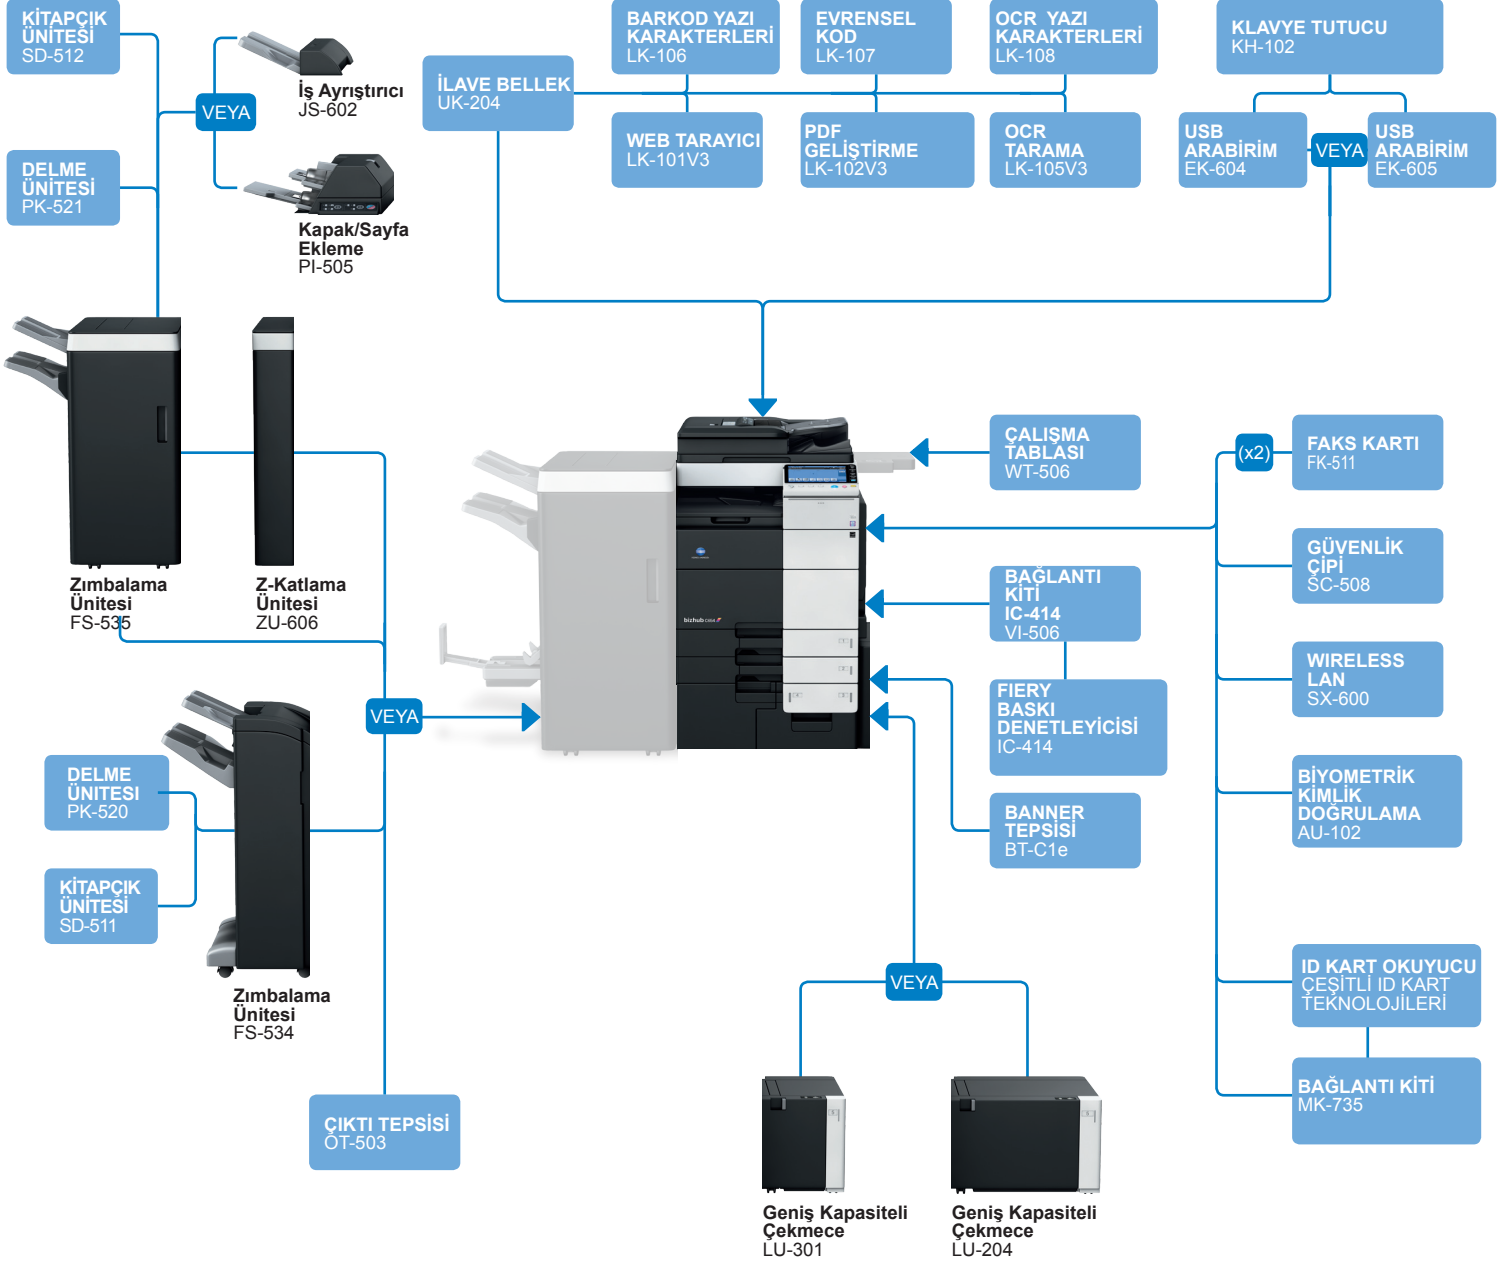 KİTAPÇIK
ÜNİTESİ
SD-512
DELME
ÜNİTESİ
PK-521
VEYA
İş Ayrıştırıcı
JS-602
Kapak/Sayfa
Ekleme
PI-505
İLAVE BELLEK
UK-204
BARKOD YAZI
KARAKTERLERİ
LK-106
EVRENSEL
KOD
LK-107
OCR YAZI
KARAKTERLERİ
LK-108
WEB TARAYICI
LK-101V3
PDF
GELİŞTİRME
LK-102V3
OCR
TARAMA
LK-105V3
KLAVYE TUTUCU
KH-102
USB
ARABİRİM
EK-604
VEYA
USB
ARABİRİM
EK-605
Zımbalama
Ünitesi
FS-535
Z-Katlama
Ünitesi
ZU-606
VEYA
DELME
ÜNITESI
PK-520
KİTAPÇIK
ÜNİTESİ
SD-511
Zımbalama
Ünitesi
FS-534
ÇIKTI TEPSİSİ
OT-503
bizhub
ÇALIŞMA
TABLASI
WT-506
BAĞLANTI
KİTİ
IC-414
VI-506
FIERY
BASKI
DENETLEYİCİSİ
IC-414
BANNER
TEPSİSİ
BT-C1e
(x2)
FAKS KARTI
FK-511
GÜVENLİK
ÇİPİ
SC-508
WIRELESS
LAN
SX-600
BİYOMETRİK
KİMLİK
DOĞRULAMA
AU-102
ID KART OKUYUCU
ÇEŞİTLİ ID KART
TEKNOLOJİLERİ
BAĞLANTI KİTİ
MK-735
VEYA
Geniş Kapasiteli
Çekmece
LU-301
Geniş Kapasiteli
Çekmece
LU-204